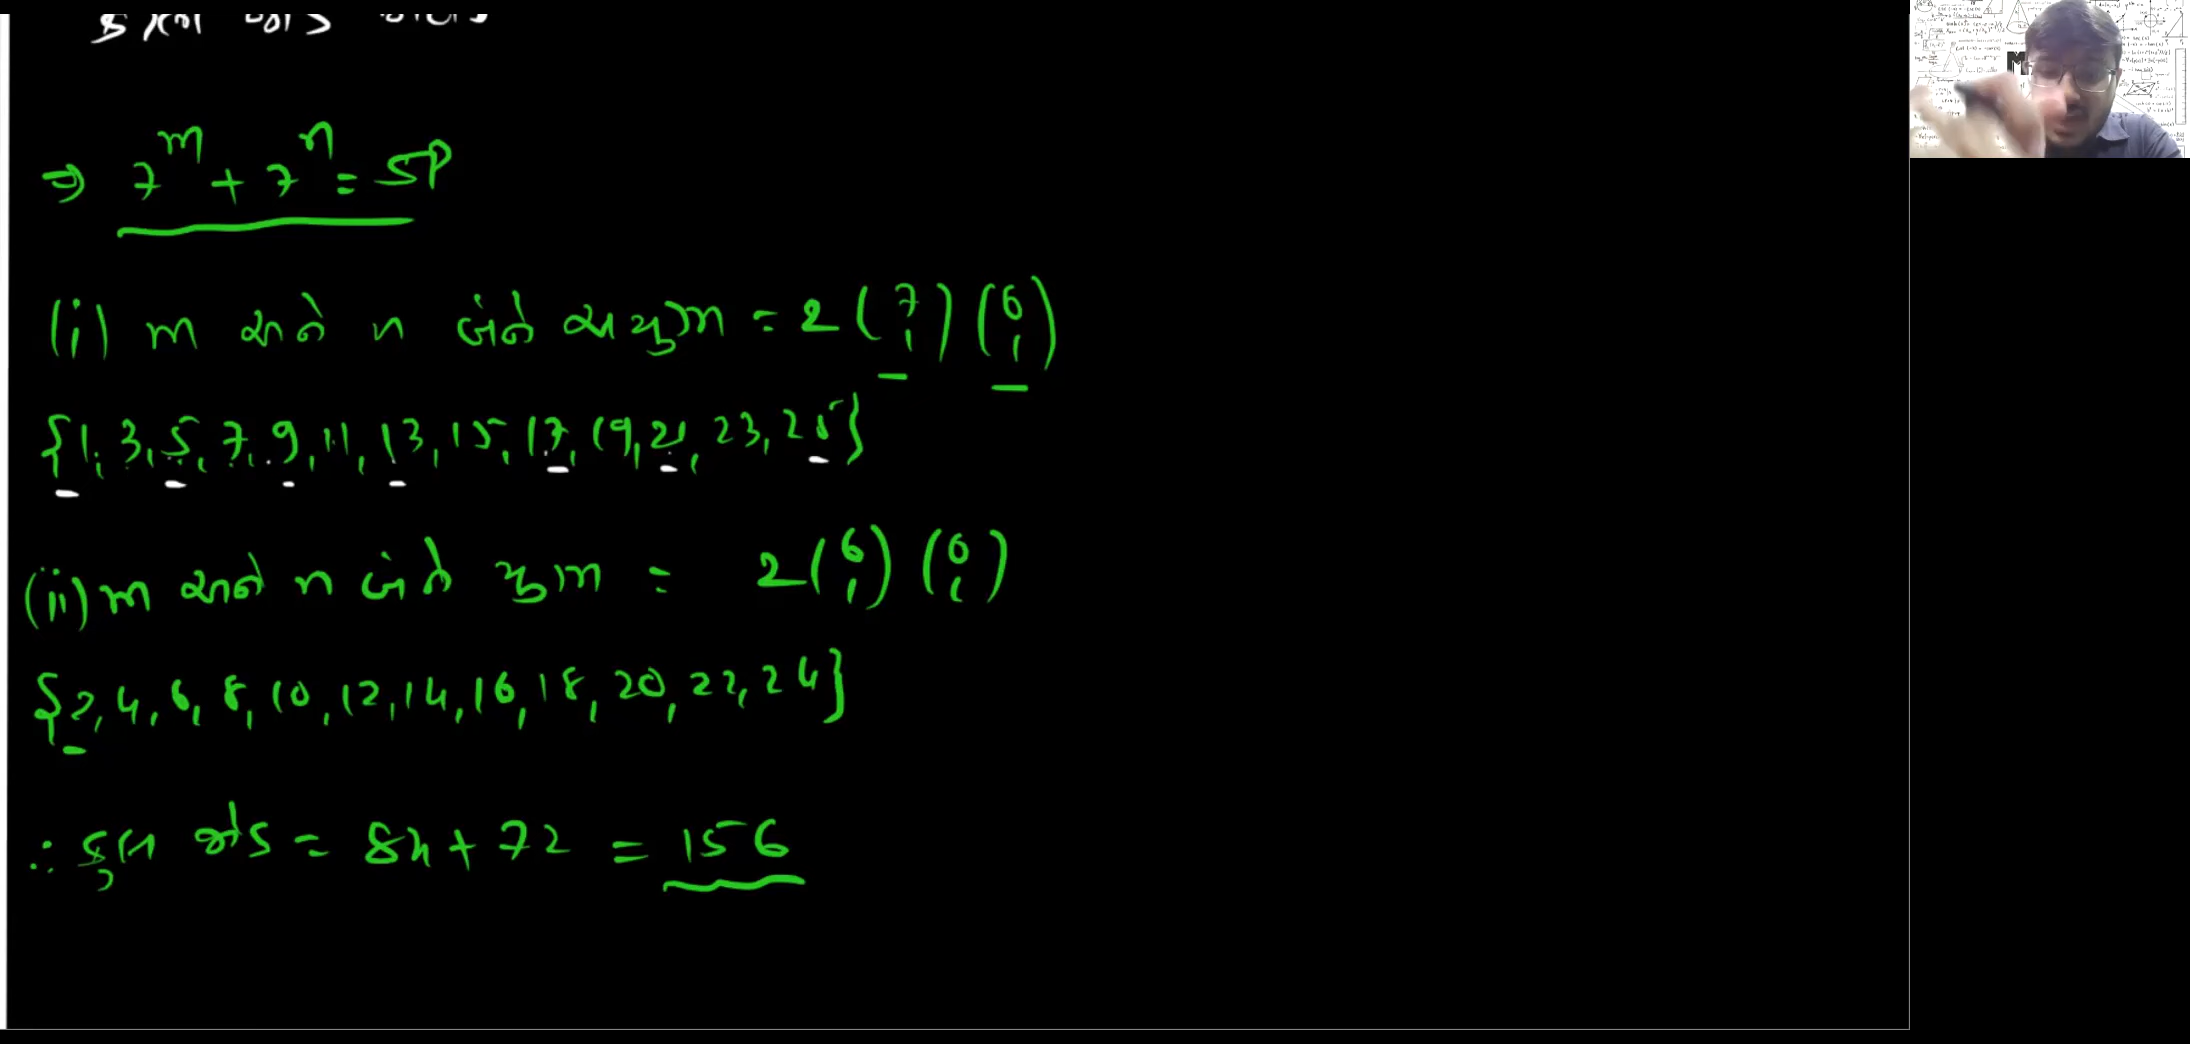 ⇒ 7^m + 7^n = 5P
(i) m અને n બંને અયુગ્મ = 2 (7 1) (6 1)
{1, 3, 5, 7, 9, 11, 13, 15, 17, 19, 21, 23, 25}
(ii) m અને n બંને યુગ્મ = 2 (6 1) (6 1)
{2, 4, 6, 8, 10, 12, 14, 16, 18, 20, 22, 24}
∴ કુલ જોડ = 84 + 72 = 156